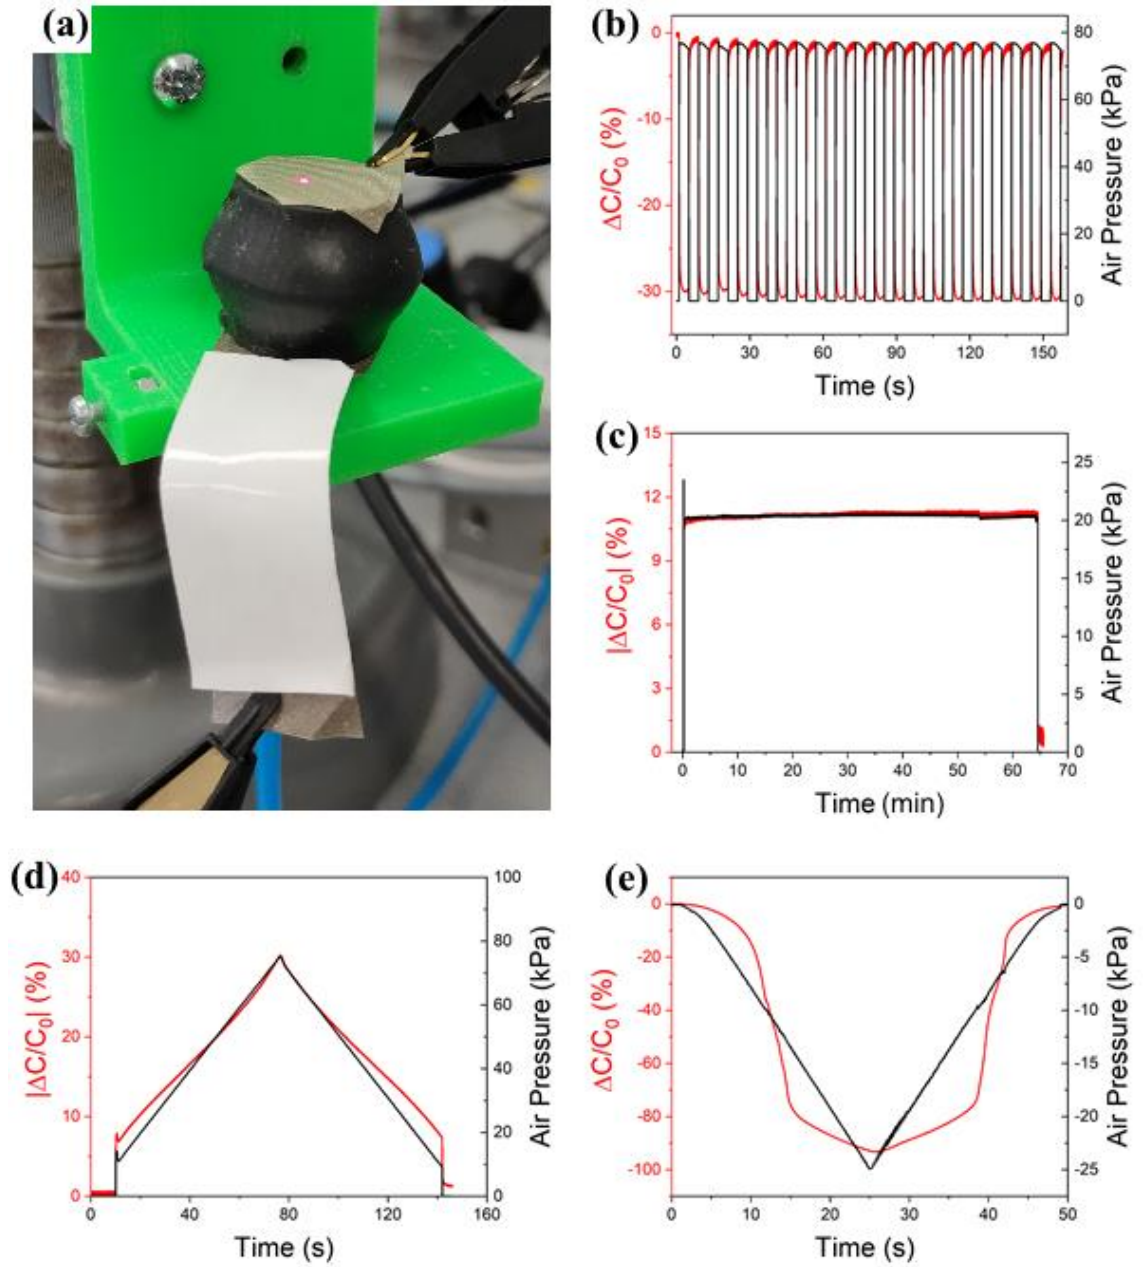 (a)
(b)
0
-10
-20
-30
ΔC/C₀ (%)
80
60
40
20
0
Air Pressure (kPa)
0 30 60 90 120 150
Time (s)
(c)
15
12
9
6
3
0
|ΔC/C₀| (%)
25
20
15
10
5
0
Air Pressure (kPa)
0 10 20 30 40 50 60 70
Time (min)
(d)
40
30
20
10
0
|ΔC/C₀| (%)
100
80
60
40
20
0
Air Pressure (kPa)
0 40 80 120 160
Time (s)
(e)
0
-20
-40
-60
-80
-100
ΔC/C₀ (%)
0
-5
-10
-15
-20
-25
Air Pressure (kPa)
0 10 20 30 40 50
Time (s)